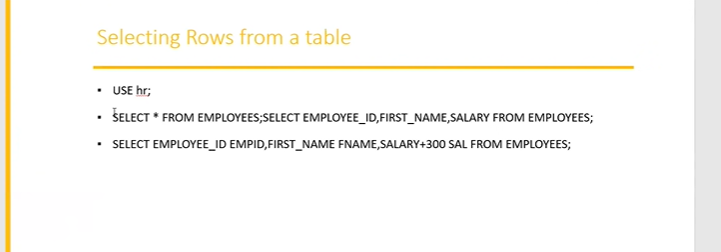 Selecting Rows from a table
▪ USE hr;
▪ SELECT * FROM EMPLOYEES;SELECT EMPLOYEE_ID,FIRST_NAME,SALARY FROM EMPLOYEES;
▪ SELECT EMPLOYEE_ID EMPID,FIRST_NAME FNAME,SALARY+300 SAL FROM EMPLOYEES;